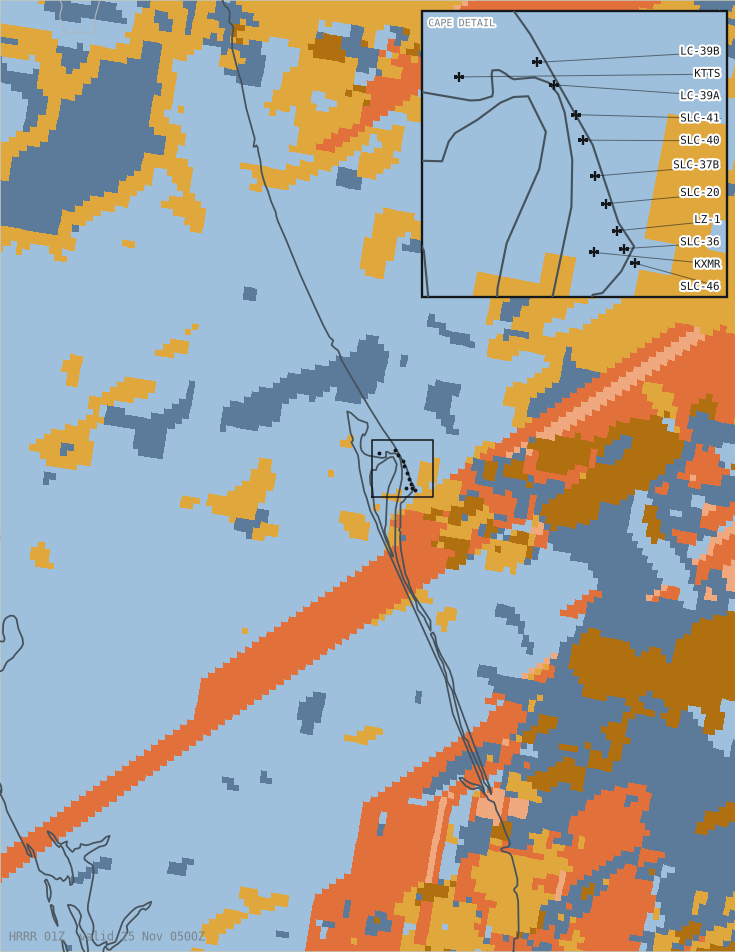 CAPE DETAIL
LC-39B
KTTS
LC-39A
SLC-41
SLC-40
SLC-37B
SLC-20
LZ-1
SLC-36
KXMR
SLC-46
HRRR 01Z valid 25 Nov 0500Z